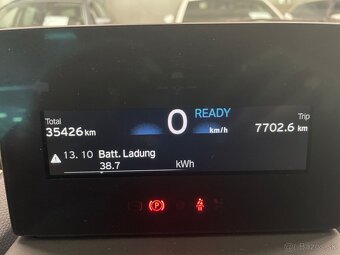 READY
Total
0
Trip
35426 km
km/h
7702.6 km
13. 10 Batt. Ladung
38.7 kWh
P